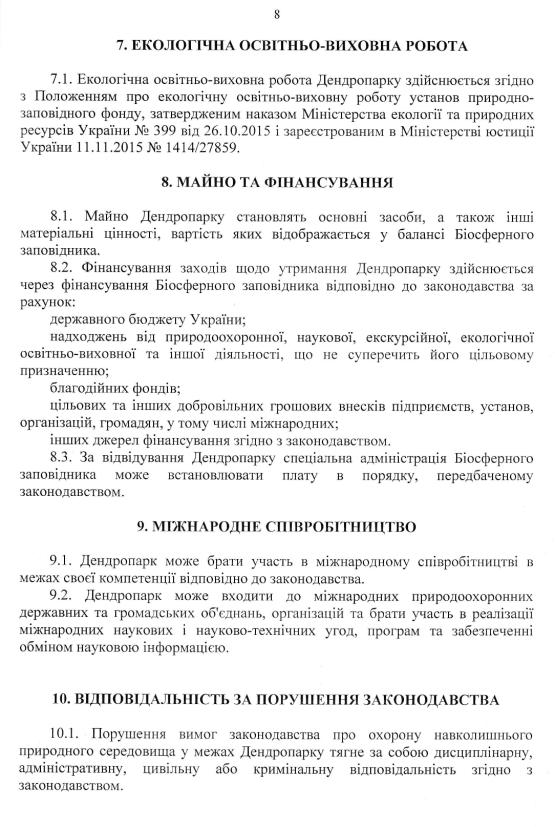 8
7. ЕКОЛОГІЧНА ОСВІТНЬО-ВИХОВНА РОБОТА
7.1. Екологічна освітньо-виховна робота Дендропарку здійснюється згідно
з Положенням про екологічну освітньо-виховну роботу установ природно-
заповідного фонду, затвердженим наказом Міністерства екології та природних
ресурсів України № 399 від 26.10.2015 і зареєстрованим в Міністерстві юстиції
України 11.11.2015 № 1414/27859.
8. МАЙНО ТА ФІНАНСУВАННЯ
8.1. Майно Дендропарку становлять основні засоби, а також інші
матеріальні цінності, вартість яких відображається у балансі Біосферного
заповідника.
8.2. Фінансування заходів щодо утримання Дендропарку здійснюється
через фінансування Біосферного заповідника відповідно до законодавства за
рахунок:
державного бюджету України;
надходжень від природоохоронної, наукової, екскурсійної, екологічної
освітньо-виховної та іншої діяльності, що не суперечить його цільовому
призначенню;
благодійних фондів;
цільових та інших добровільних грошових внесків підприємств, установ,
організацій, громадян, у тому числі міжнародних;
інших джерел фінансування згідно з законодавством.
8.3. За відвідування Дендропарку спеціальна адміністрація Біосферного
заповідника може встановлювати плату в порядку, передбаченому
законодавством.
9. МІЖНАРОДНЕ СПІВРОБІТНИЦТВО
9.1. Дендропарк може брати участь в міжнародному співробітництві в
межах своєї компетенції відповідно до законодавства.
9.2. Дендропарк може входити до міжнародних природоохоронних
державних та громадських об'єднань, організацій та брати участь в реалізації
міжнародних наукових і науково-технічних угод, програм та забезпеченні
обміном науковою інформацією.
10. ВІДПОВІДАЛЬНІСТЬ ЗА ПОРУШЕННЯ ЗАКОНОДАВСТВА
10.1. Порушення вимог законодавства про охорону навколишнього
природного середовища у межах Дендропарку тягне за собою дисциплінарну,
адміністративну, цивільну або кримінальну відповідальність згідно з
законодавством.